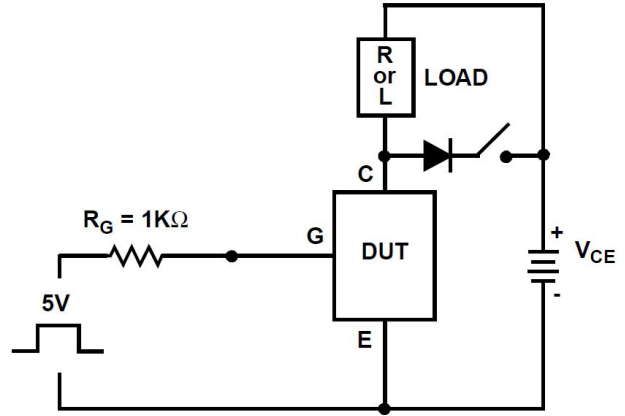 R
or
L
LOAD
C
R_G = 1KΩ
G
DUT
+
V_CE
-
5V
E